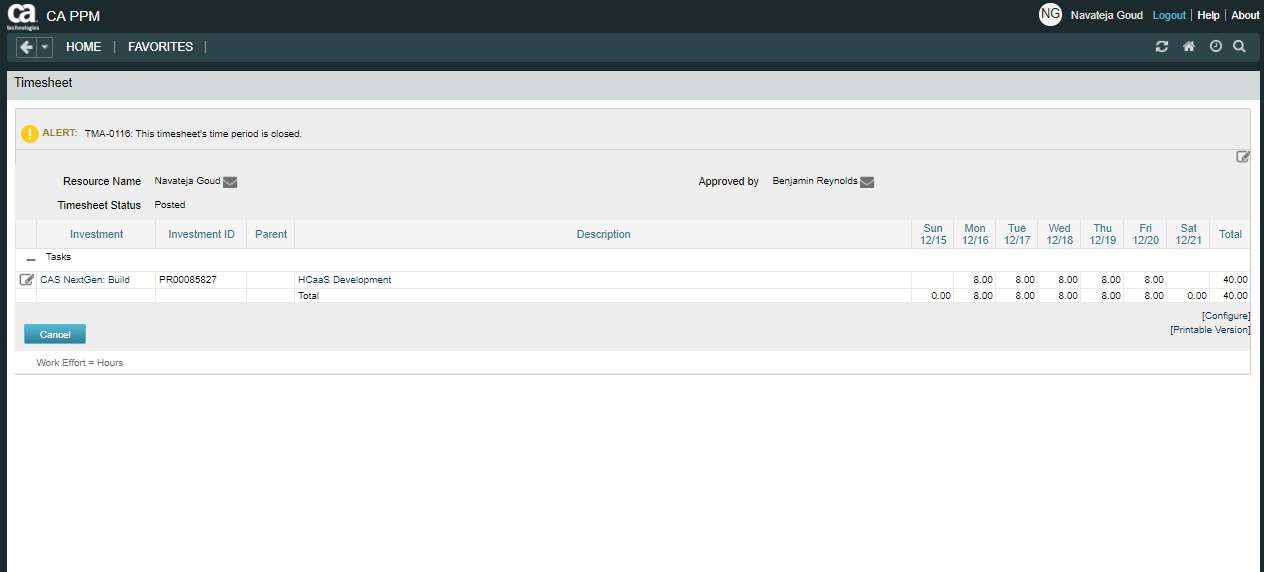 ca technologies CA PPM NG Navateja Goud Logout Help About
HOME FAVORITES
Timesheet
ALERT: TMA-0116: This timesheet's time period is closed.
Resource Name Navateja Goud Approved by Benjamin Reynolds
Timesheet Status Posted
Investment Investment ID Parent Description Sun 12/15 Mon 12/16 Tue 12/17 Wed 12/18 Thu 12/19 Fri 12/20 Sat 12/21 Total
Tasks
CAS NextGen: Build PR00085827 HCaaS Development 8.00 8.00 8.00 8.00 8.00 40.00
Total 0.00 8.00 8.00 8.00 8.00 8.00 0.00 40.00
[Configure]
Cancel [Printable Version]
Work Effort = Hours